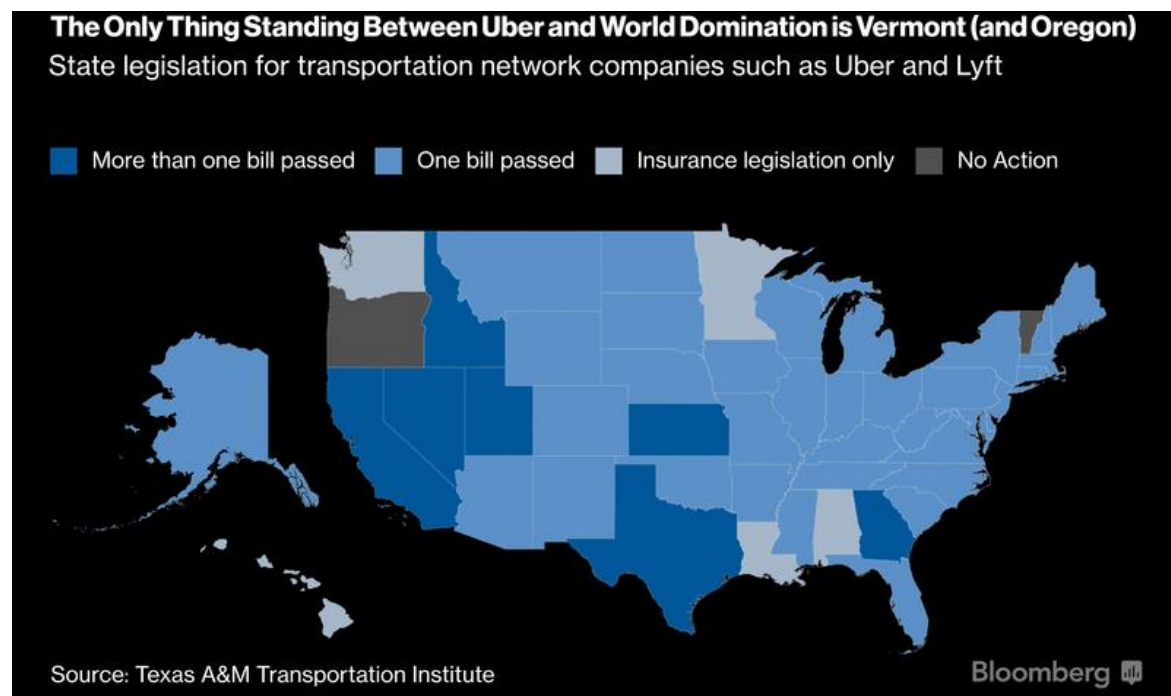 The Only Thing Standing Between Uber and World Domination is Vermont (and Oregon)
State legislation for transportation network companies such as Uber and Lyft
More than one bill passed One bill passed Insurance legislation only No Action
Source: Texas A&M Transportation Institute
Bloomberg